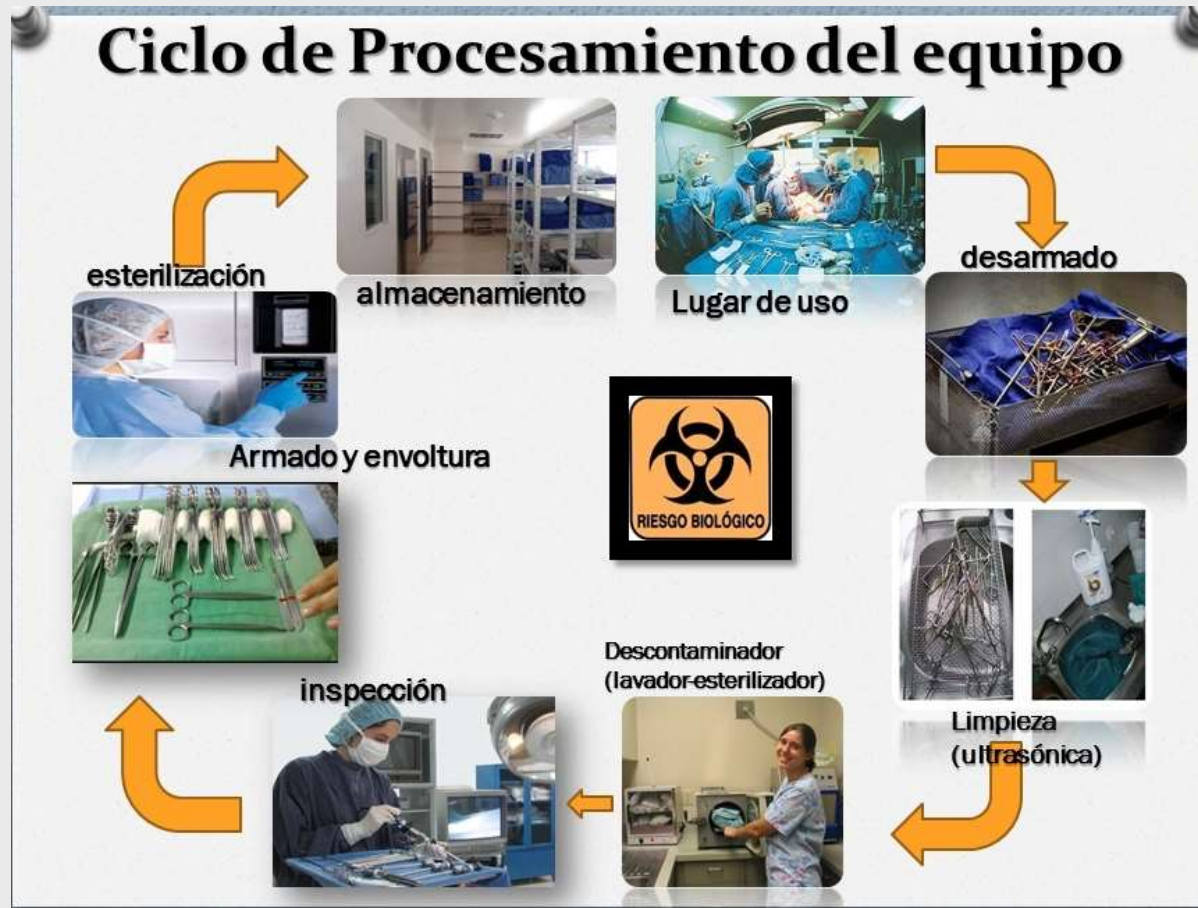 Ciclo de Procesamiento del equipo
almacenamiento
Lugar de uso
desarmado
Limpieza
(ultrasónica)
Descontaminador
(lavador-esterilizador)
inspección
Armado y envoltura
esterilización
RIESGO BIOLÓGICO